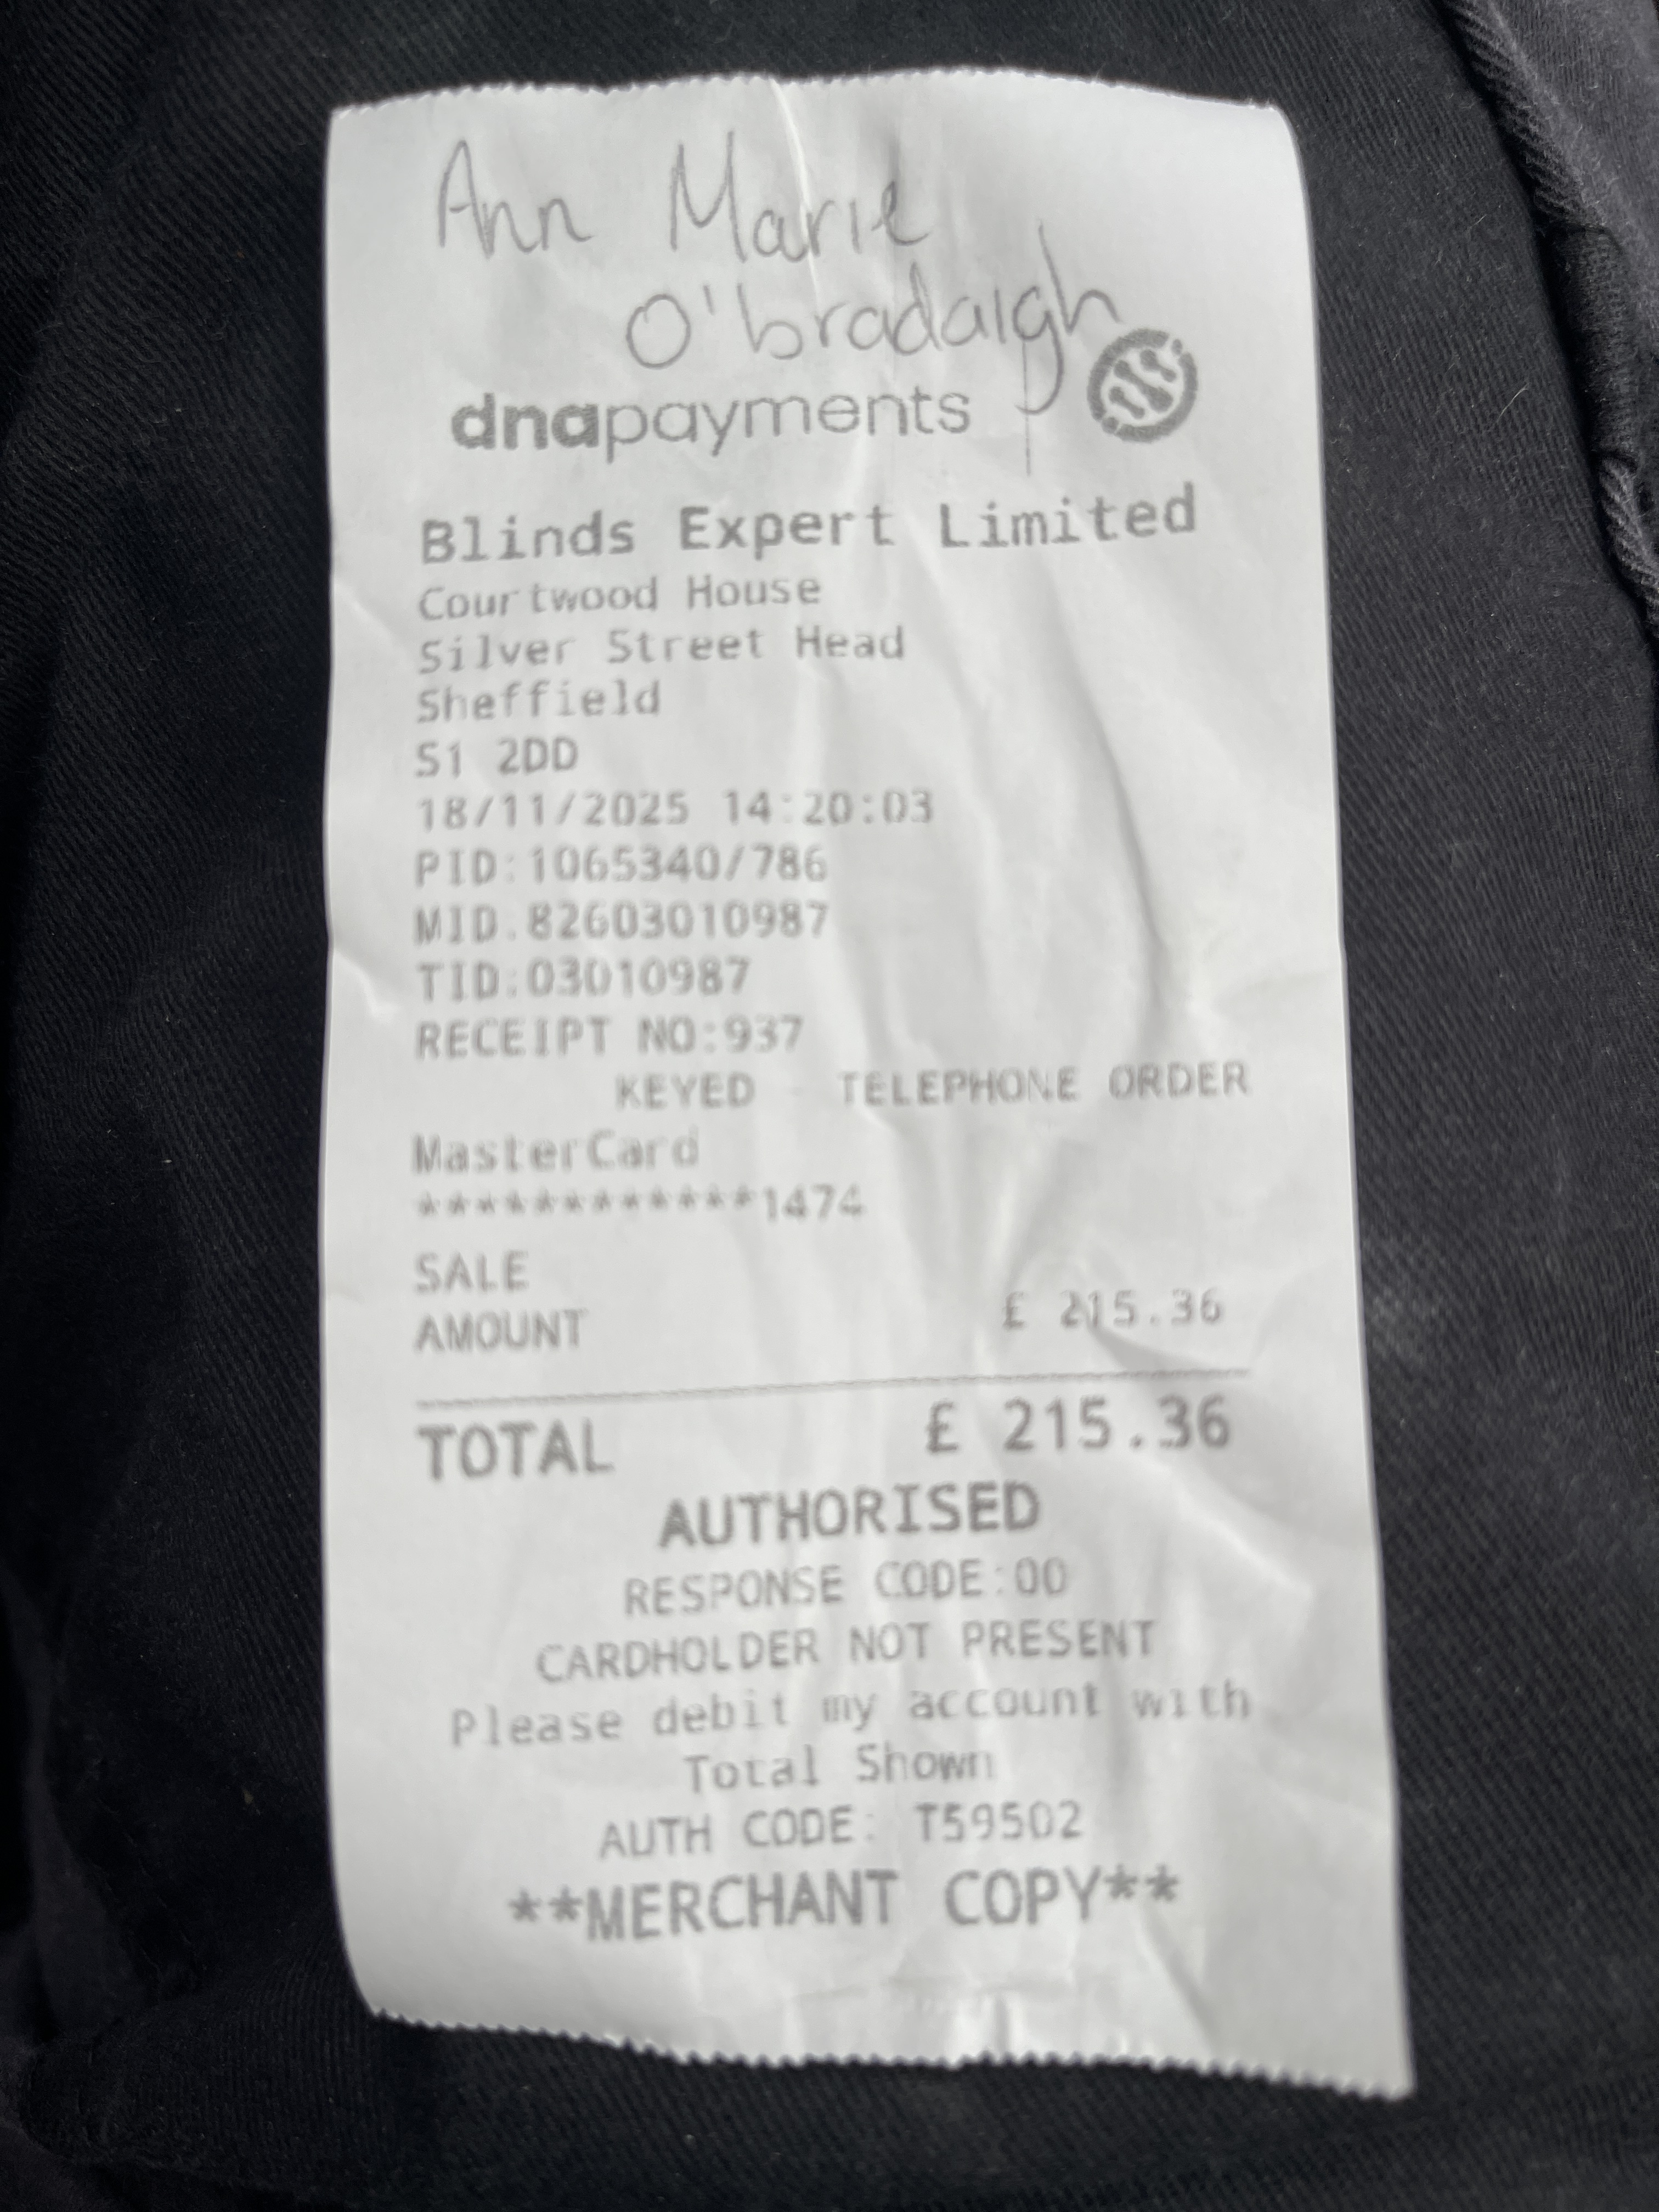 Ann Marie
O'bradaigh
dnapayments
Blinds Expert Limited
Courtwood House
Silver Street Head
Sheffield
S1 2DD
18/11/2025 14:20:03
PID:1065340/786
MID:82603010987
TID:03010987
RECEIPT NO:937
KEYED - TELEPHONE ORDER
MasterCard
************1474
SALE
AMOUNT £ 215.36
TOTAL £ 215.36
AUTHORISED
RESPONSE CODE:00
CARDHOLDER NOT PRESENT
Please debit my account with
Total Shown
AUTH CODE: T59502
**MERCHANT COPY**